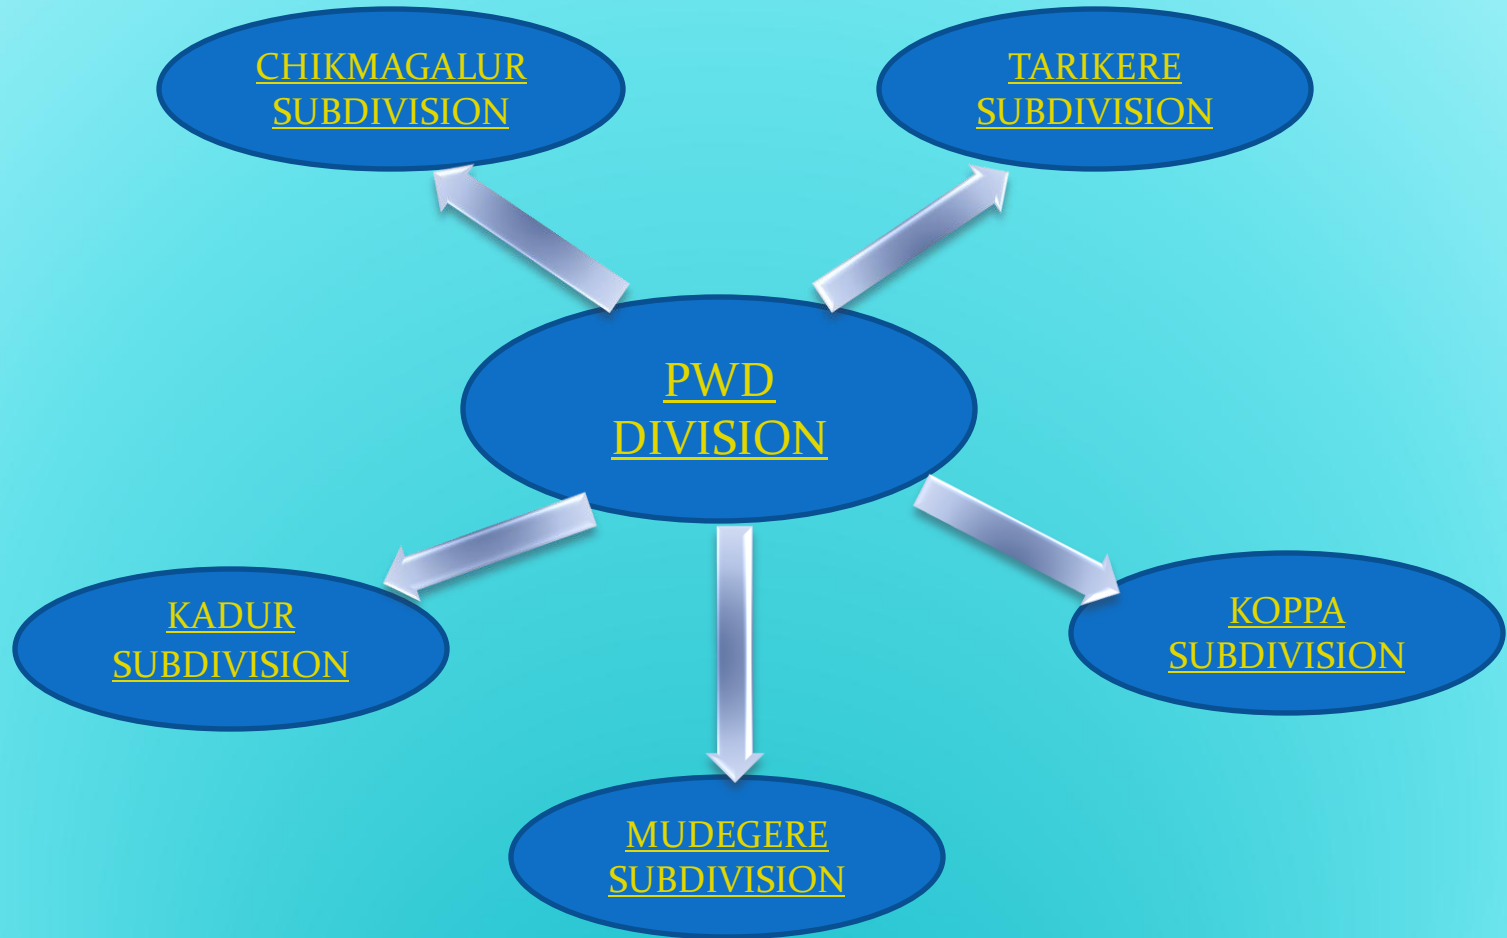 CHIKMAGALUR
SUBDIVISION
TARIKERE
SUBDIVISION
PWD
DIVISION
KADUR
SUBDIVISION
KOPPA
SUBDIVISION
MUDEGERE
SUBDIVISION